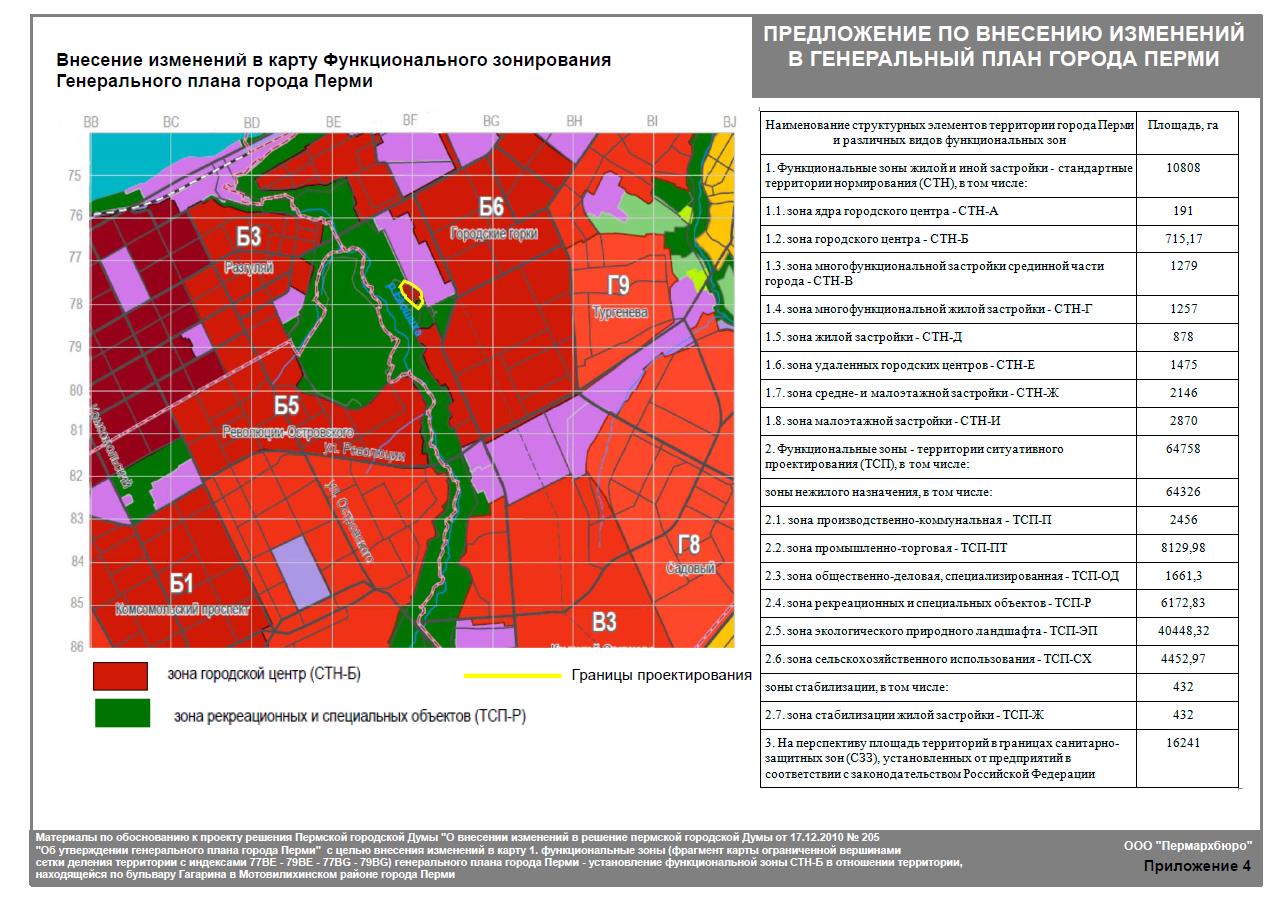 ПРЕДЛОЖЕНИЕ ПО ВНЕСЕНИЮ ИЗМЕНЕНИЙ
В ГЕНЕРАЛЬНЫЙ ПЛАН ГОРОДА ПЕРМИ
Внесение изменений в карту Функционального зонирования
Генерального плана города Перми
BB BC BD BE BF BG BH BI BJ
75
76
77
78
79
80
81
82
83
84
85
86
Б6
Городские горки
Б3
Разгуляй
Г9
Тургенева
Б5
Революции-Островского
ул. Революции
Комсомольский
ул. Островского
Г8
Садовый
Б1
Комсомольский проспект
В3
зона городской центр (СТН-Б)
Границы проектирования
зона рекреационных и специальных объектов (ТСП-Р)
Наименование структурных элементов территории города Перми
и различных видов функциональных зон
Площадь, га
1. Функциональные зоны жилой и иной застройки - стандартные
территории нормирования (СТН), в том числе:
10808
1.1. зона ядра городского центра - СТН-А 191
1.2. зона городского центра - СТН-Б 715,17
1.3. зона многофункциональной застройки срединной части
города - СТН-В
1279
1.4. зона многофункциональной жилой застройки - СТН-Г 1257
1.5. зона жилой застройки - СТН-Д 878
1.6. зона удаленных городских центров - СТН-Е 1475
1.7. зона средне- и малоэтажной застройки - СТН-Ж 2146
1.8. зона малоэтажной застройки - СТН-И 2870
2. Функциональные зоны - территории ситуативного
проектирования (ТСП), в том числе:
64758
зоны нежилого назначения, в том числе: 64326
2.1. зона производственно-коммунальная - ТСП-П 2456
2.2. зона промышленно-торговая - ТСП-ПТ 8129,98
2.3. зона общественно-деловая, специализированная - ТСП-ОД 1661,3
2.4. зона рекреационных и специальных объектов - ТСП-Р 6172,83
2.5. зона экологического природного ландшафта - ТСП-ЭП 40448,32
2.6. зона сельскохозяйственного использования - ТСП-СХ 4452,97
зоны стабилизации, в том числе: 432
2.7. зона стабилизации жилой застройки - ТСП-Ж 432
3. На перспективу площадь территорий в границах санитарно-
защитных зон (СЗЗ), установленных от предприятий в
соответствии с законодательством Российской Федерации
16241
Материалы по обоснованию к проекту решения Пермской городской Думы "О внесении изменений в решение пермской городской Думы от 17.12.2010 № 205
"Об утверждении генерального плана города Перми" с целью внесения изменений в карту 1. функциональные зоны (фрагмент карты ограниченной вершинами
сетки деления территории с индексами 77BE - 79BE - 77BG - 79BG) генерального плана города Перми - установление функциональной зоны СТН-Б в отношении территории,
находящейся по бульвару Гагарина в Мотовилихинском районе города Перми
ООО "Пермархбюро"
Приложение 4